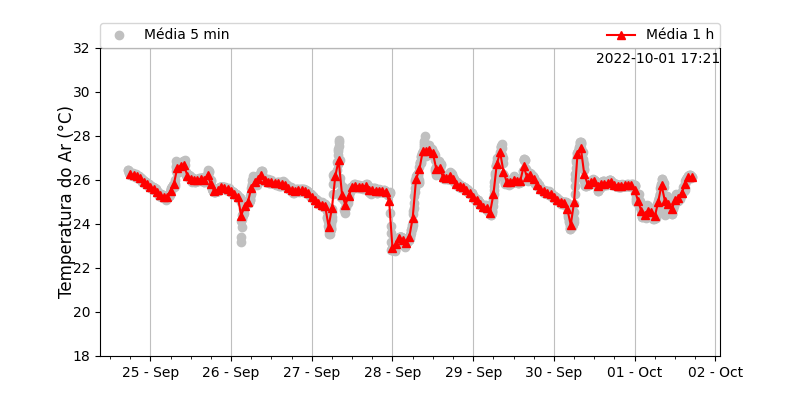 Média 5 min
Média 1 h
2022-10-01 17:21
Temperatura do Ar (°C)
32
30
28
26
24
22
20
18
25 - Sep
26 - Sep
27 - Sep
28 - Sep
29 - Sep
30 - Sep
01 - Oct
02 - Oct